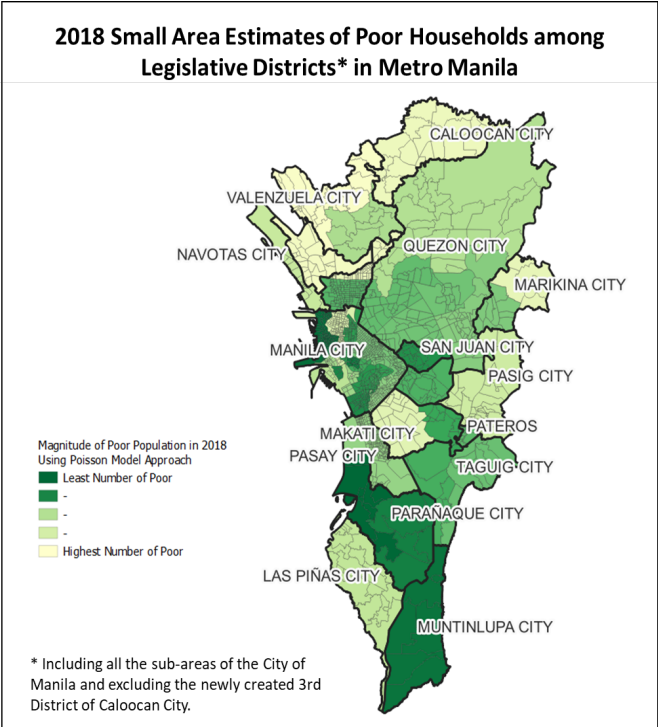 2018 Small Area Estimates of Poor Households among
Legislative Districts* in Metro Manila
CALOOCAN CITY
VALENZUELA CITY
NAVOTAS CITY
QUEZON CITY
MARIKINA CITY
MANILA CITY
SAN JUAN CITY
PASIG CITY
MAKATI CITY
PATEROS
PASAY CITY
TAGUIG CITY
PARAÑAQUE CITY
LAS PIÑAS CITY
MUNTINLUPA CITY
Magnitude of Poor Population in 2018
Using Poisson Model Approach
Least Number of Poor
-
-
-
Highest Number of Poor
* Including all the sub-areas of the City of
Manila and excluding the newly created 3rd
District of Caloocan City.